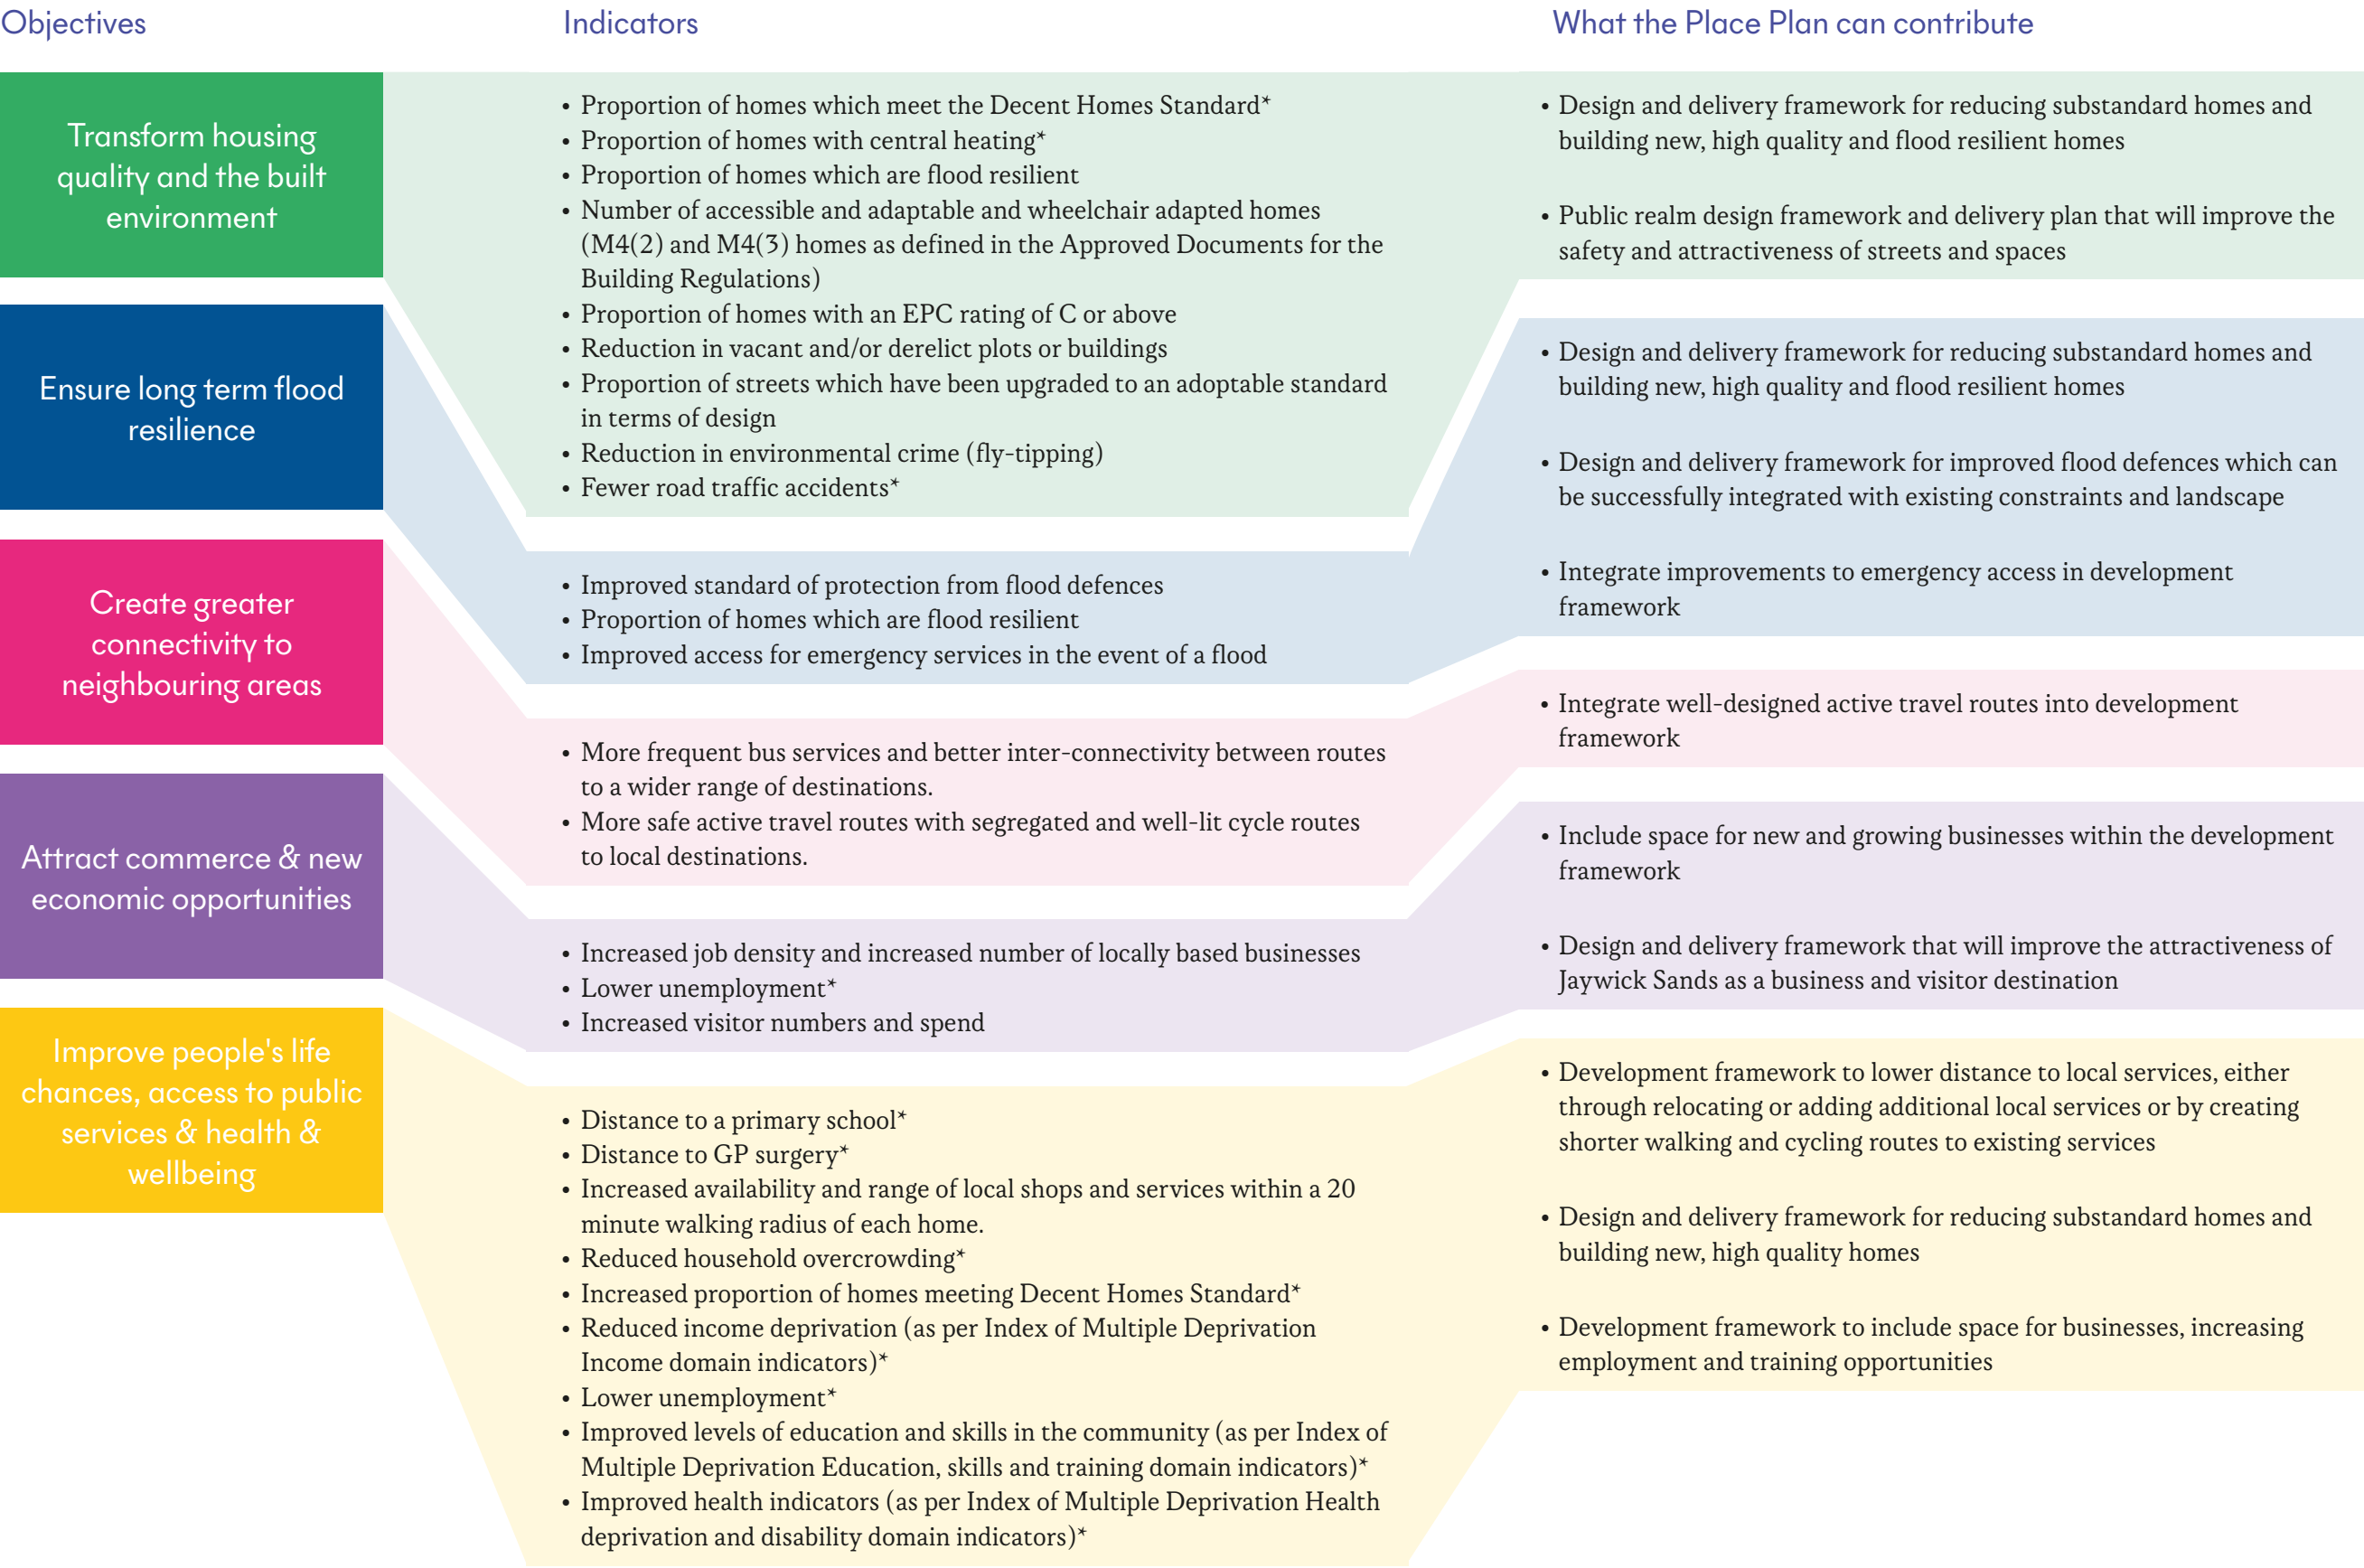 Objectives
Indicators
What the Place Plan can contribute
Transform housing
quality and the built
environment
• Proportion of homes which meet the Decent Homes Standard*
• Proportion of homes with central heating*
• Proportion of homes which are flood resilient
• Number of accessible and adaptable and wheelchair adapted homes
(M4(2) and M4(3) homes as defined in the Approved Documents for the
Building Regulations)
• Proportion of homes with an EPC rating of C or above
• Reduction in vacant and/or derelict plots or buildings
• Proportion of streets which have been upgraded to an adoptable standard
in terms of design
• Reduction in environmental crime (fly-tipping)
• Fewer road traffic accidents*
• Design and delivery framework for reducing substandard homes and
building new, high quality and flood resilient homes
• Public realm design framework and delivery plan that will improve the
safety and attractiveness of streets and spaces
Ensure long term flood
resilience
• Improved standard of protection from flood defences
• Proportion of homes which are flood resilient
• Improved access for emergency services in the event of a flood
• Design and delivery framework for reducing substandard homes and
building new, high quality and flood resilient homes
• Design and delivery framework for improved flood defences which can
be successfully integrated with existing constraints and landscape
• Integrate improvements to emergency access in development
framework
Create greater
connectivity to
neighbouring areas
• More frequent bus services and better inter-connectivity between routes
to a wider range of destinations.
• More safe active travel routes with segregated and well-lit cycle routes
to local destinations.
• Integrate well-designed active travel routes into development
framework
Attract commerce & new
economic opportunities
• Increased job density and increased number of locally based businesses
• Lower unemployment*
• Increased visitor numbers and spend
• Include space for new and growing businesses within the development
framework
• Design and delivery framework that will improve the attractiveness of
Jaywick Sands as a business and visitor destination
Improve people's life
chances, access to public
services & health &
wellbeing
• Distance to a primary school*
• Distance to GP surgery*
• Increased availability and range of local shops and services within a 20
minute walking radius of each home.
• Reduced household overcrowding*
• Increased proportion of homes meeting Decent Homes Standard*
• Reduced income deprivation (as per Index of Multiple Deprivation
Income domain indicators)*
• Lower unemployment*
• Improved levels of education and skills in the community (as per Index of
Multiple Deprivation Education, skills and training domain indicators)*
• Improved health indicators (as per Index of Multiple Deprivation Health
deprivation and disability domain indicators)*
• Development framework to lower distance to local services, either
through relocating or adding additional local services or by creating
shorter walking and cycling routes to existing services
• Design and delivery framework for reducing substandard homes and
building new, high quality homes
• Development framework to include space for businesses, increasing
employment and training opportunities